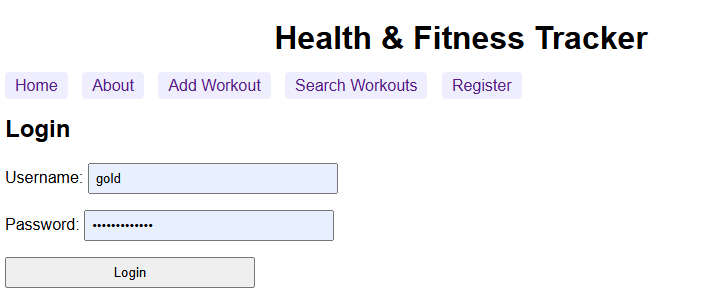 Health & Fitness Tracker
Home About Add Workout Search Workouts Register
Login
Username: gold
Password: •••••••••••••
Login